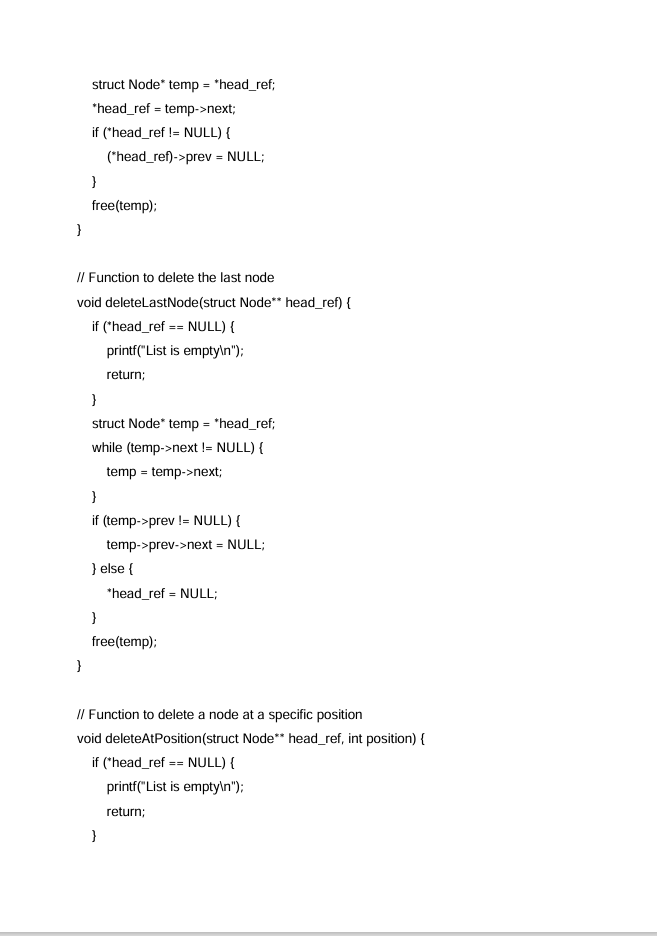 struct Node* temp = *head_ref;
*head_ref = temp->next;
if (*head_ref != NULL) {
(*head_ref)->prev = NULL;
}
free(temp);
}
// Function to delete the last node
void deleteLastNode(struct Node** head_ref) {
if (*head_ref == NULL) {
printf("List is empty\n");
return;
}
struct Node* temp = *head_ref;
while (temp->next != NULL) {
temp = temp->next;
}
if (temp->prev != NULL) {
temp->prev->next = NULL;
} else {
*head_ref = NULL;
}
free(temp);
}
// Function to delete a node at a specific position
void deleteAtPosition(struct Node** head_ref, int position) {
if (*head_ref == NULL) {
printf("List is empty\n");
return;
}